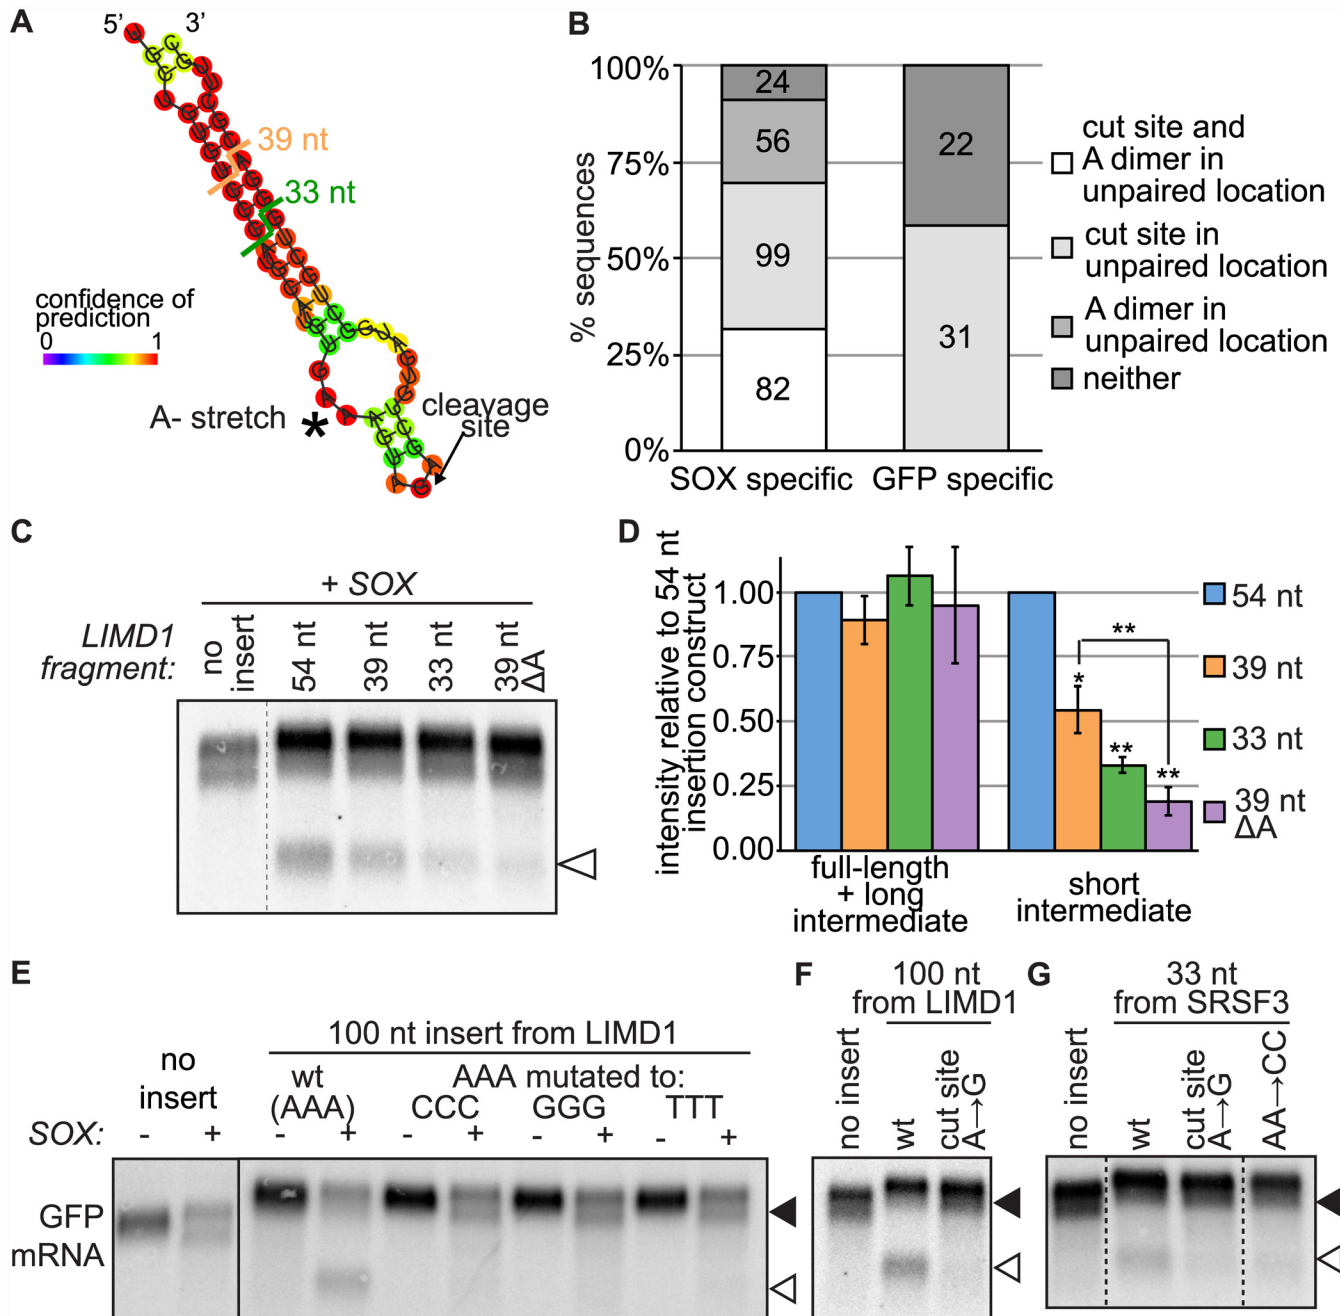 A
5' 3'
39 nt
33 nt
confidence of
prediction
0 1
A- stretch *
cleavage
site
B
100%
75%
50%
25%
0%
% sequences
24
56
99
82
22
31
SOX specific GFP specific
cut site and
A dimer in
unpaired location
cut site in
unpaired location
A dimer in
unpaired location
neither
C
+ SOX
LIMD1
fragment:
no
insert
54 nt
39 nt
33 nt
39 nt
ΔA
D
intensity relative to 54 nt
insertion construct
1.00
0.75
0.50
0.25
0.00
**
*
**
**
full-length
+ long
intermediate
short
intermediate
54 nt
39 nt
33 nt
39 nt
ΔA
E
100 nt insert from LIMD1
no
insert
wt
(AAA)
AAA mutated to:
CCC GGG TTT
SOX: - + - + - + - + - +
GFP
mRNA
F
100 nt
from LIMD1
no insert
wt
cut site
A→G
G
33 nt
from SRSF3
no insert
wt
cut site
A→G
AA→CC